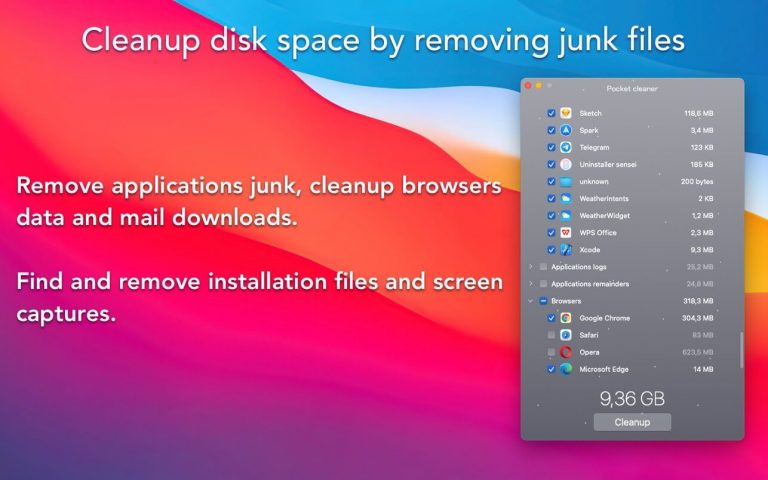 Cleanup disk space by removing junk files
Remove applications junk, cleanup browsers
data and mail downloads.
Find and remove installation files and screen
captures.
Pocket cleaner
Sketch 118,6 MB
Spark 3,4 MB
Telegram 123 KB
Uninstaller sensei 185 KB
unknown 200 bytes
WeatherIntents 2 KB
WeatherWidget 1,2 MB
WPS Office 2,3 MB
Xcode 9,3 MB
Applications logs 25,2 MB
Applications remainders 24,8 MB
Browsers 318,3 MB
Google Chrome 304,3 MB
Safari 83 MB
Opera 623,5 MB
Microsoft Edge 14 MB
9,36 GB
Cleanup